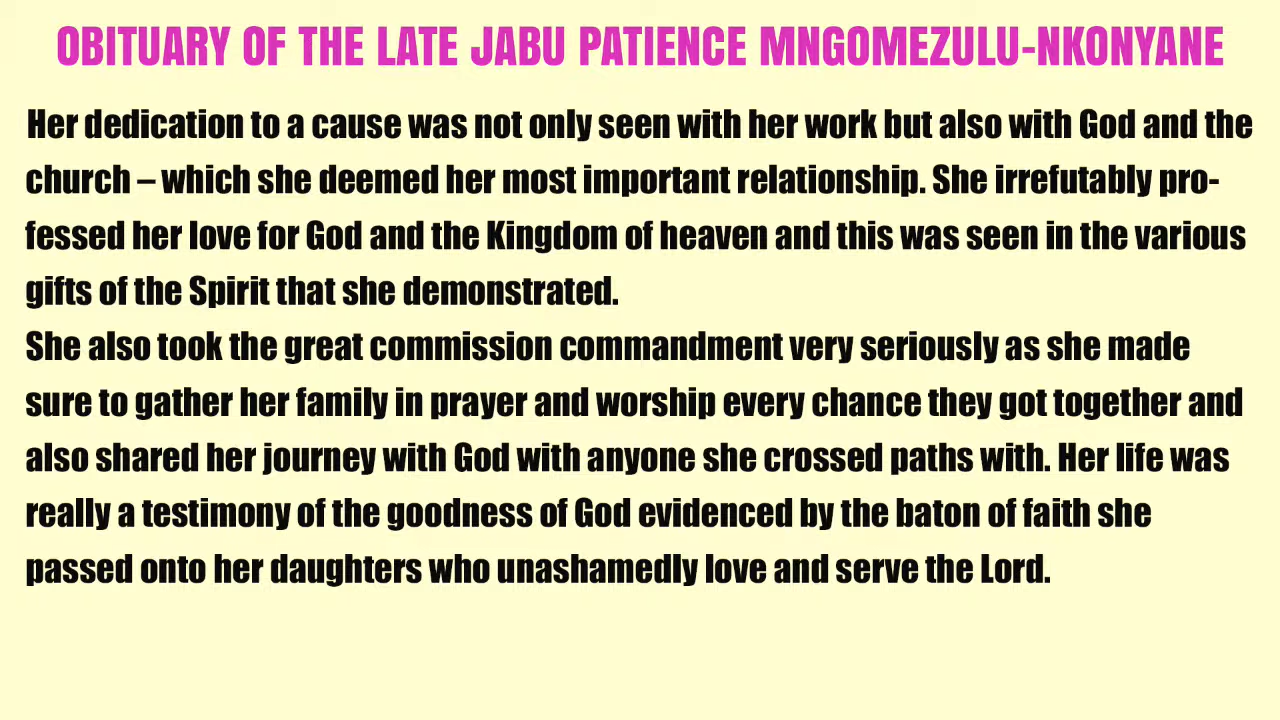 OBITUARY OF THE LATE JABU PATIENCE MNGOMEZULU-NKONYANE
Her dedication to a cause was not only seen with her work but also with God and the
church – which she deemed her most important relationship. She irrefutably pro-
fessed her love for God and the Kingdom of heaven and this was seen in the various
gifts of the Spirit that she demonstrated.
She also took the great commission commandment very seriously as she made
sure to gather her family in prayer and worship every chance they got together and
also shared her journey with God with anyone she crossed paths with. Her life was
really a testimony of the goodness of God evidenced by the baton of faith she
passed onto her daughters who unashamedly love and serve the Lord.